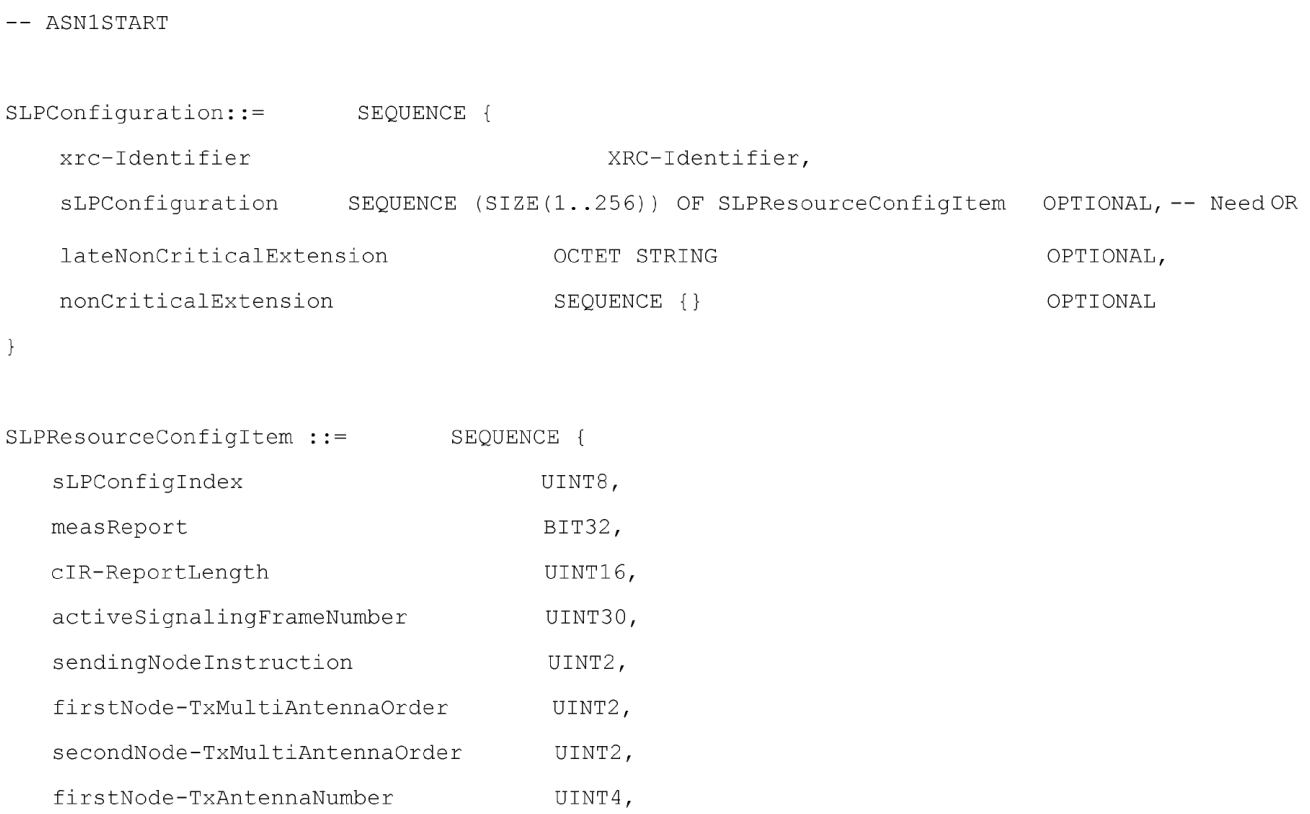 -- ASN1START
SLPConfiguration::= SEQUENCE {
xrc-Identifier XRC-Identifier,
sLPConfiguration SEQUENCE (SIZE(1..256)) OF SLPResourceConfigItem OPTIONAL, -- Need OR
lateNonCriticalExtension OCTET STRING OPTIONAL,
nonCriticalExtension SEQUENCE {} OPTIONAL
}
SLPResourceConfigItem ::= SEQUENCE {
sLPConfigIndex UINT8,
measReport BIT32,
cIR-ReportLength UINT16,
activeSignalingFrameNumber UINT30,
sendingNodeInstruction UINT2,
firstNode-TxMultiAntennaOrder UINT2,
secondNode-TxMultiAntennaOrder UINT2,
firstNode-TxAntennaNumber UINT4,